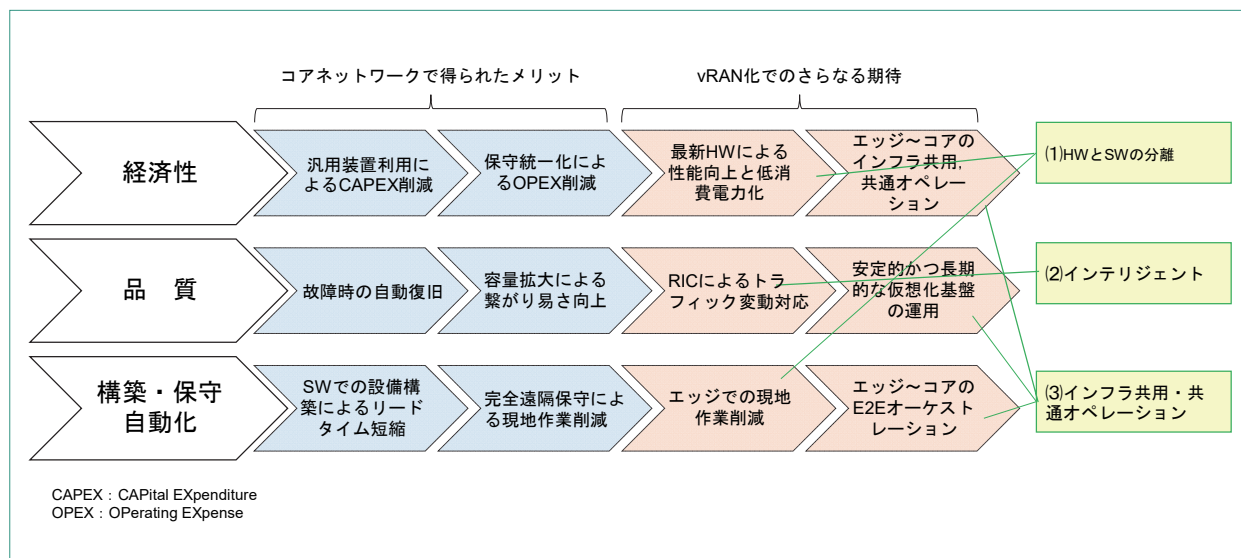 コアネットワークで得られたメリット
vRAN化でのさらなる期待
経済性
汎用装置利用に
よるCAPEX削減
保守統一化によ
るOPEX削減
最新HWによる
性能向上と低消
費電力化
エッジ~コアの
インフラ共用,
共通オペレー
ション
⑴HWとSWの分離
品 質
故障時の自動復旧
容量拡大による
繋がり易さ向上
RICによるトラ
フィック変動対応
安定的かつ長期
的な仮想化基盤
の運用
⑵インテリジェント
構築・保守
自動化
SWでの設備構
築によるリード
タイム短縮
完全遠隔保守によ
る現地作業削減
エッジでの現地
作業削減
エッジ~コアの
E2Eオーケスト
レーション
⑶インフラ共用・共
通オペレーション
CAPEX:CAPital EXpenditure
OPEX:OPerating EXpense